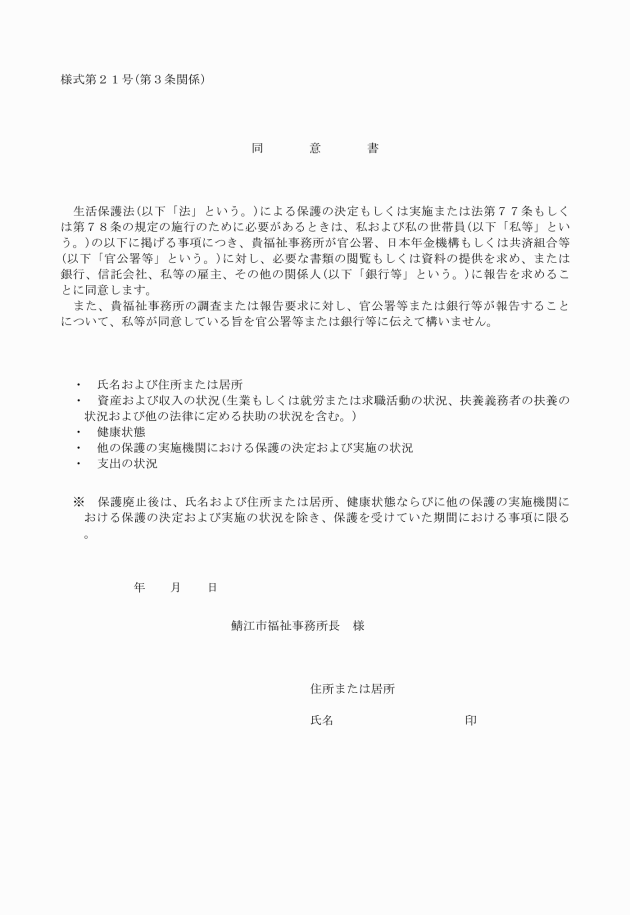 様式第２１号(第３条関係)
同　　　意　　　書
　生活保護法(以下「法」という。)による保護の決定もしくは実施または法第７７条もしく
は第７８条の規定の施行のために必要があるときは、私および私の世帯員(以下「私等」とい
う。)の以下に掲げる事項につき、貴福祉事務所が官公署、日本年金機構もしくは共済組合等
(以下「官公署等」という。)に対し、必要な書類の閲覧もしくは資料の提供を求め、または
銀行、信託会社、私等の雇主、その他の関係人(以下「銀行等」という。)に報告を求めるこ
とに同意します。
　また、貴福祉事務所の調査または報告要求に対し、官公署等または銀行等が報告すること
について、私等が同意している旨を官公署等または銀行等に伝えて構いません。
・　氏名および住所または居所
・　資産および収入の状況(生業もしくは就労または求職活動の状況、扶養義務者の扶養の
状況および他の法律に定める扶助の状況を含む。)
・　健康状態
・　他の保護の実施機関における保護の決定および実施の状況
・　支出の状況
※　保護廃止後は、氏名および住所または居所、健康状態ならびに他の保護の実施機関に
おける保護の決定および実施の状況を除き、保護を受けていた期間における事項に限る
。
年　　月　　日
鯖江市福祉事務所長　様
住所または居所
氏名　　　　　　　　　　　印